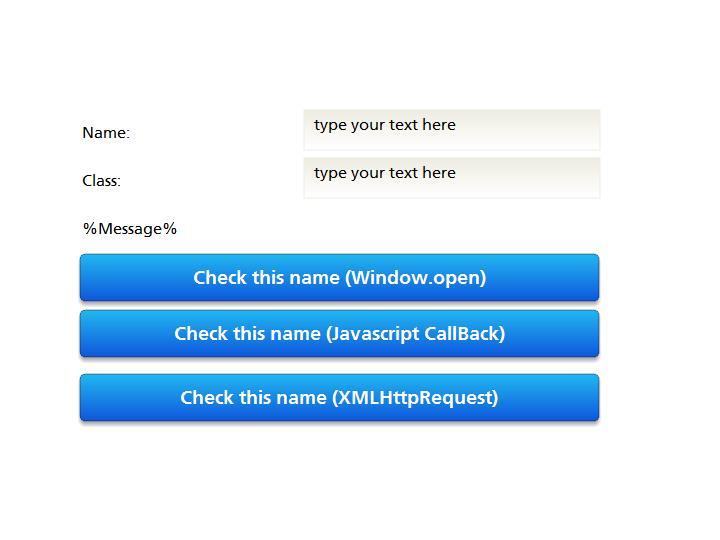 Name:
type your text here
Class:
type your text here
%Message%
Check this name (Window.open)
Check this name (Javascript CallBack)
Check this name (XMLHttpRequest)